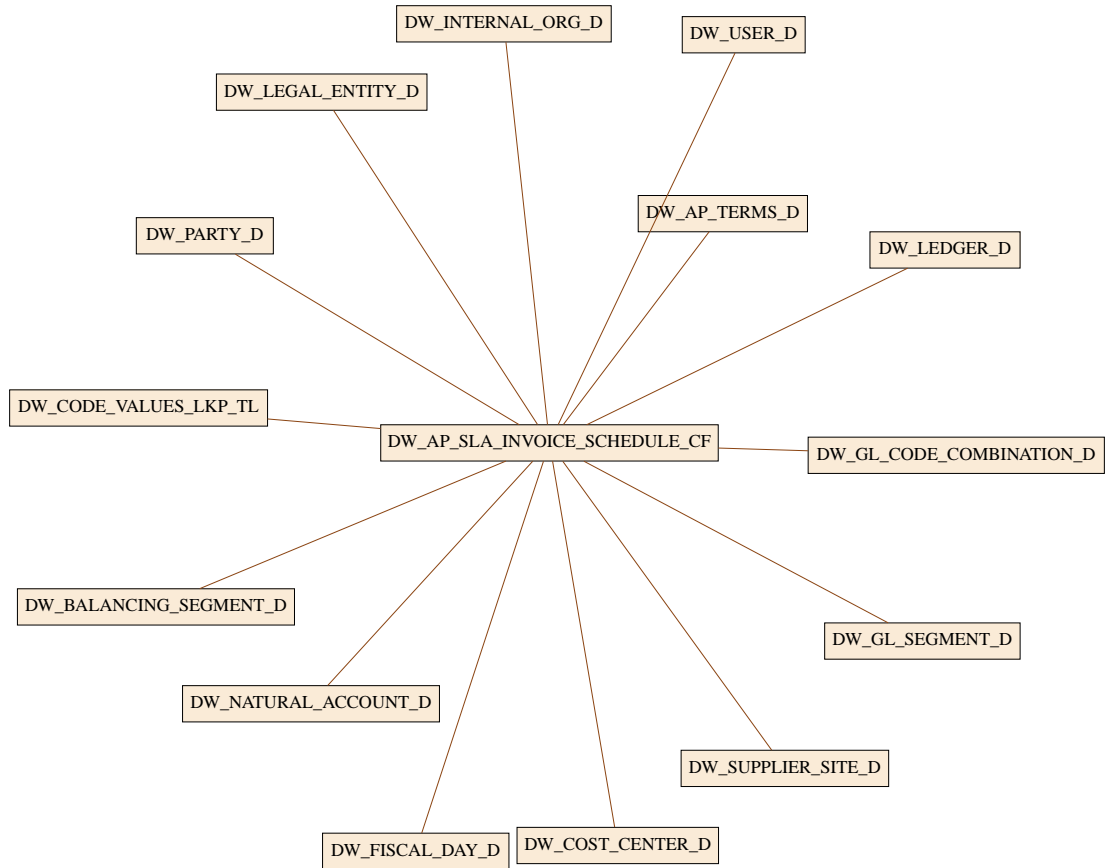 DW_INTERNAL_ORG_D
DW_USER_D
DW_LEGAL_ENTITY_D
DW_AP_TERMS_D
DW_PARTY_D
DW_LEDGER_D
DW_CODE_VALUES_LKP_TL
DW_AP_SLA_INVOICE_SCHEDULE_CF
DW_GL_CODE_COMBINATION_D
DW_BALANCING_SEGMENT_D
DW_GL_SEGMENT_D
DW_NATURAL_ACCOUNT_D
DW_SUPPLIER_SITE_D
DW_COST_CENTER_D
DW_FISCAL_DAY_D